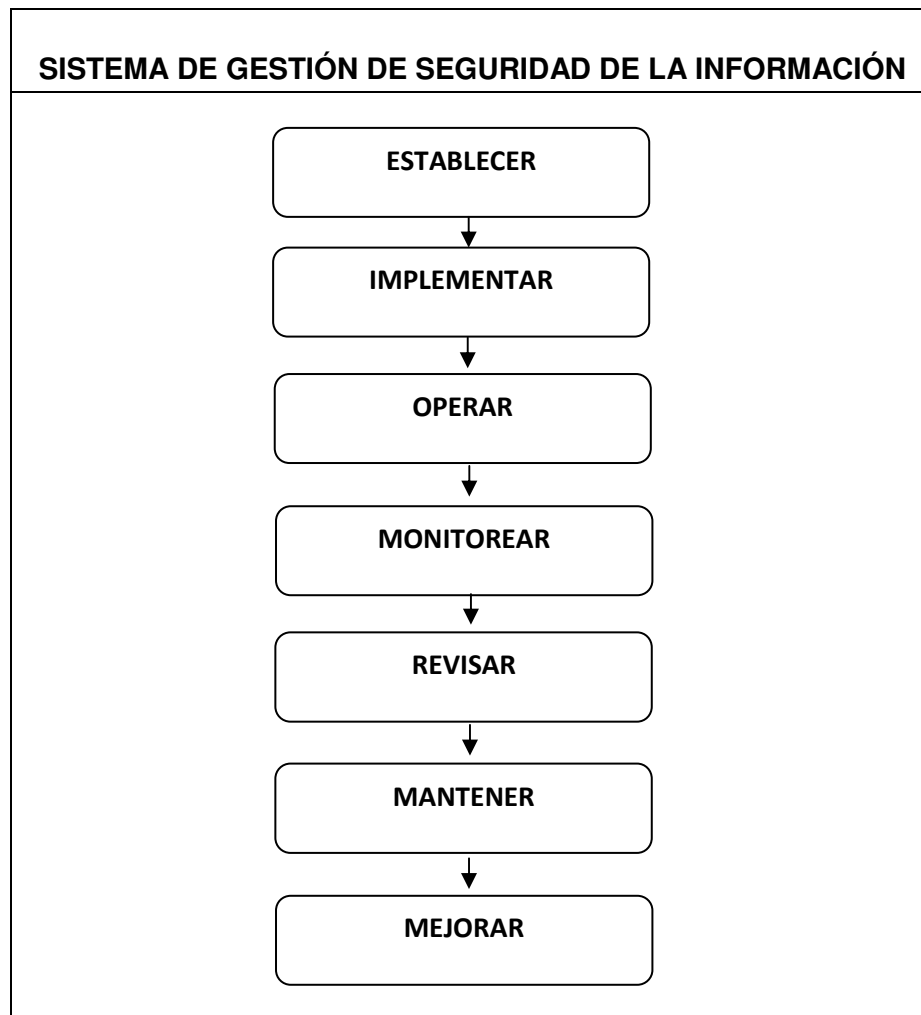 SISTEMA DE GESTIÓN DE SEGURIDAD DE LA INFORMACIÓN
ESTABLECER
IMPLEMENTAR
OPERAR
MONITOREAR
REVISAR
MANTENER
MEJORAR